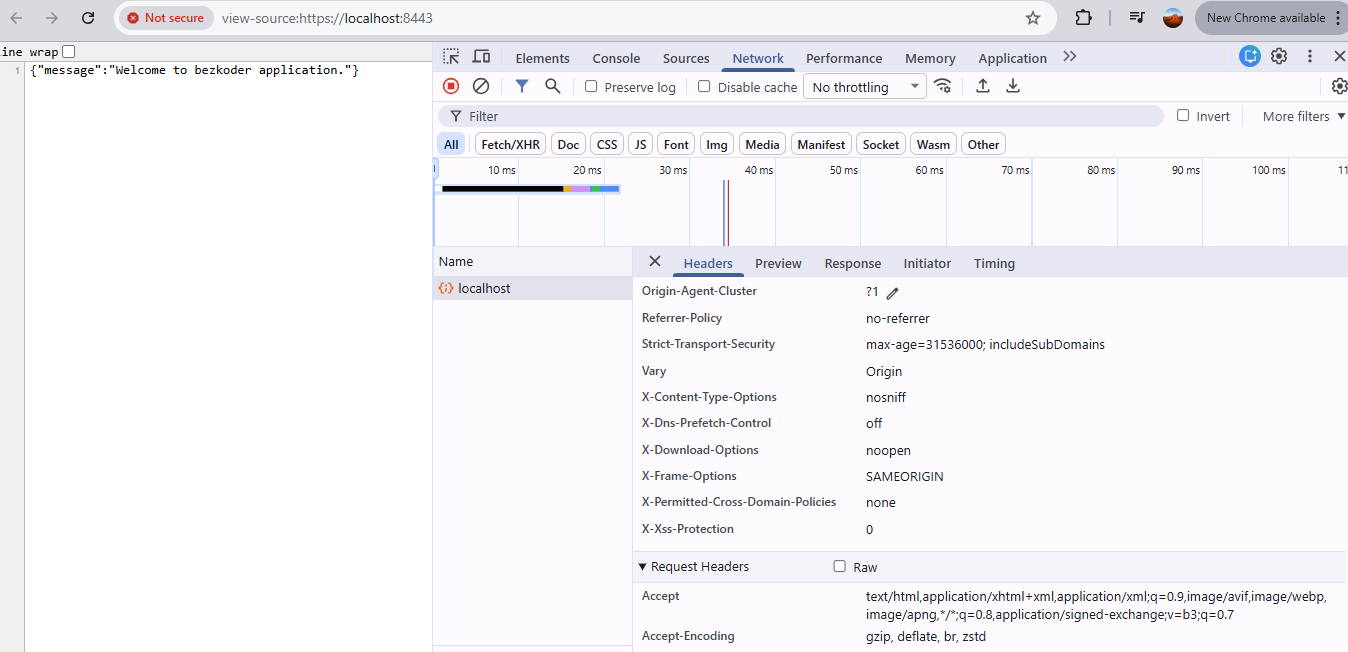 Not secure view-source:https://localhost:8443 New Chrome available
ine wrap
1 {"message":"Welcome to bezkoder application."}
Elements Console Sources Network Performance Memory Application
Preserve log Disable cache No throttling
Filter Invert More filters
All Fetch/XHR Doc CSS JS Font Img Media Manifest Socket Wasm Other
10 ms 20 ms 30 ms 40 ms 50 ms 60 ms 70 ms 80 ms 90 ms 100 ms 11
Name
localhost
Headers Preview Response Initiator Timing
Origin-Agent-Cluster ?1
Referrer-Policy no-referrer
Strict-Transport-Security max-age=31536000; includeSubDomains
Vary Origin
X-Content-Type-Options nosniff
X-Dns-Prefetch-Control off
X-Download-Options noopen
X-Frame-Options SAMEORIGIN
X-Permitted-Cross-Domain-Policies none
X-Xss-Protection 0
Request Headers Raw
Accept text/html,application/xhtml+xml,application/xml;q=0.9,image/avif,image/webp,
image/apng,*/*;q=0.8,application/signed-exchange;v=b3;q=0.7
Accept-Encoding gzip, deflate, br, zstd